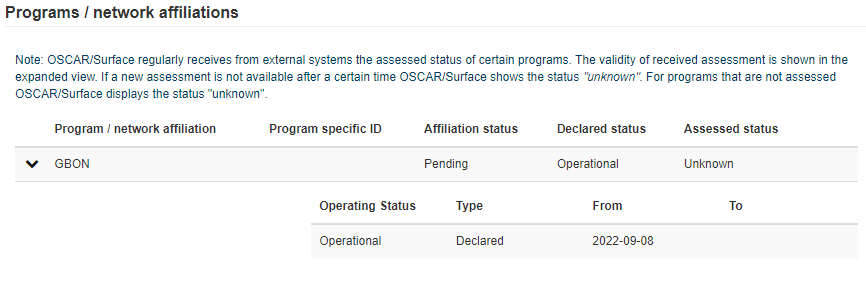 Programs / network affiliations
Note: OSCAR/Surface regularly receives from external systems the assessed status of certain programs. The validity of received assessment is shown in the
expanded view. If a new assessment is not available after a certain time OSCAR/Surface shows the status "unknown". For programs that are not assessed
OSCAR/Surface displays the status "unknown".
Program / network affiliation Program specific ID Affiliation status Declared status Assessed status
GBON Pending Operational Unknown
Operating Status Type From To
Operational Declared 2022-09-08